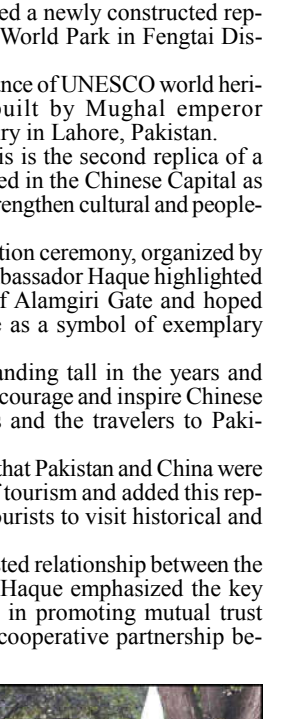 ed a newly constructed rep-
World Park in Fengtai Dis-
nce of UNESCO world heri-
built by Mughal emperor
ry in Lahore, Pakistan.
is is the second replica of a
ed in the Chinese Capital as
rengthen cultural and people-
tion ceremony, organized by
bassador Haque highlighted
f Alamgiri Gate and hoped
e as a symbol of exemplary
anding tall in the years and
courage and inspire Chinese
s and the travelers to Paki-
that Pakistan and China were
f tourism and added this rep-
urists to visit historical and
sted relationship between the
Haque emphasized the key
in promoting mutual trust
cooperative partnership be-